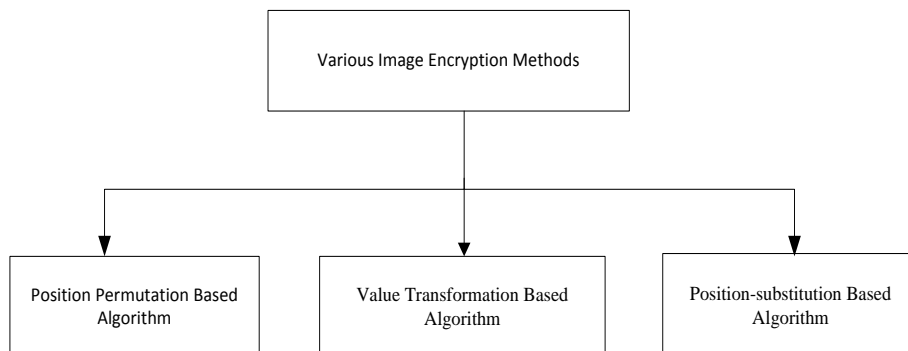 Various Image Encryption Methods
Position Permutation Based
Algorithm
Value Transformation Based
Algorithm
Position-substitution Based
Algorithm